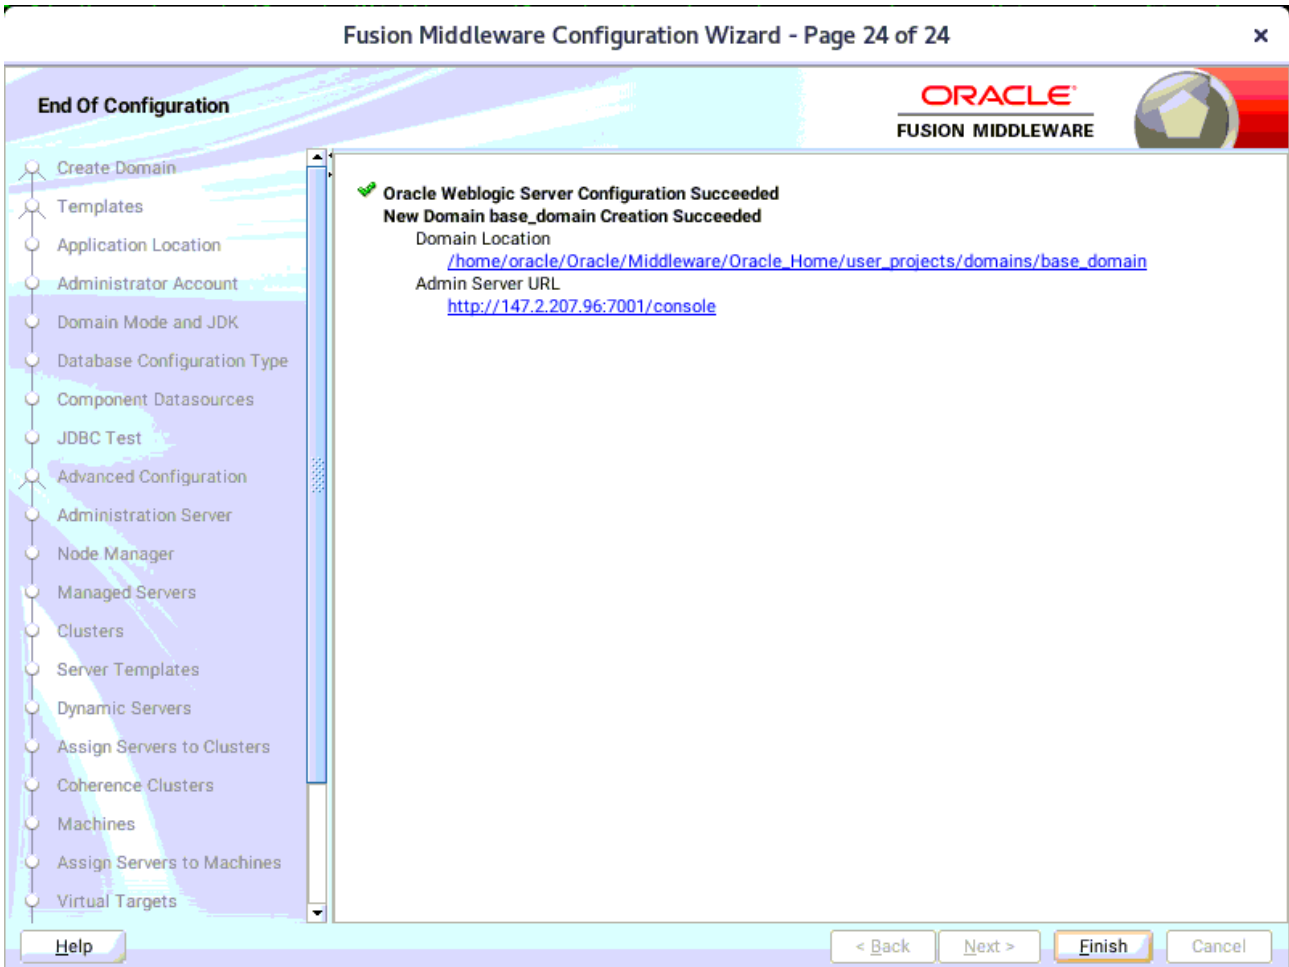 Fusion Middleware Configuration Wizard - Page 24 of 24
End Of Configuration
ORACLE
FUSION MIDDLEWARE
Create Domain
Templates
Application Location
Administrator Account
Domain Mode and JDK
Database Configuration Type
Component Datasources
JDBC Test
Advanced Configuration
Administration Server
Node Manager
Managed Servers
Clusters
Server Templates
Dynamic Servers
Assign Servers to Clusters
Coherence Clusters
Machines
Assign Servers to Machines
Virtual Targets
Oracle Weblogic Server Configuration Succeeded
New Domain base_domain Creation Succeeded
Domain Location
/home/oracle/Oracle/Middleware/Oracle_Home/user_projects/domains/base_domain
Admin Server URL
http://147.2.207.96:7001/console
Help
< Back
Next >
Finish
Cancel